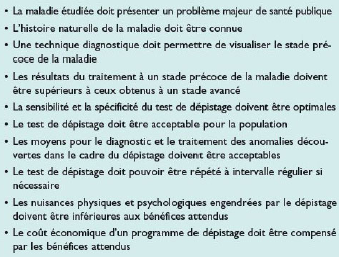 • La maladie étudiée doit présenter un problème majeur de santé publique
• L'histoire naturelle de la maladie doit être connue
• Une technique diagnostique doit permettre de visualiser le stade pré-
coce de la maladie
• Les résultats du traitement à un stade précoce de la maladie doivent
être supérieurs à ceux obtenus à un stade avancé
• La sensibilité et la spécificité du test de dépistage doivent être optimales
• Le test de dépistage doit être acceptable pour la population
• Les moyens pour le diagnostic et le traitement des anomalies décou-
vertes dans le cadre du dépistage doivent être acceptables
• Le test de dépistage doit pouvoir être répété à intervalle régulier si
nécessaire
• Les nuisances physiques et psychologiques engendrées par le dépistage
doivent être inférieures aux bénéfices attendus
• Le coût économique d'un programme de dépistage doit être compensé
par les bénéfices attendus